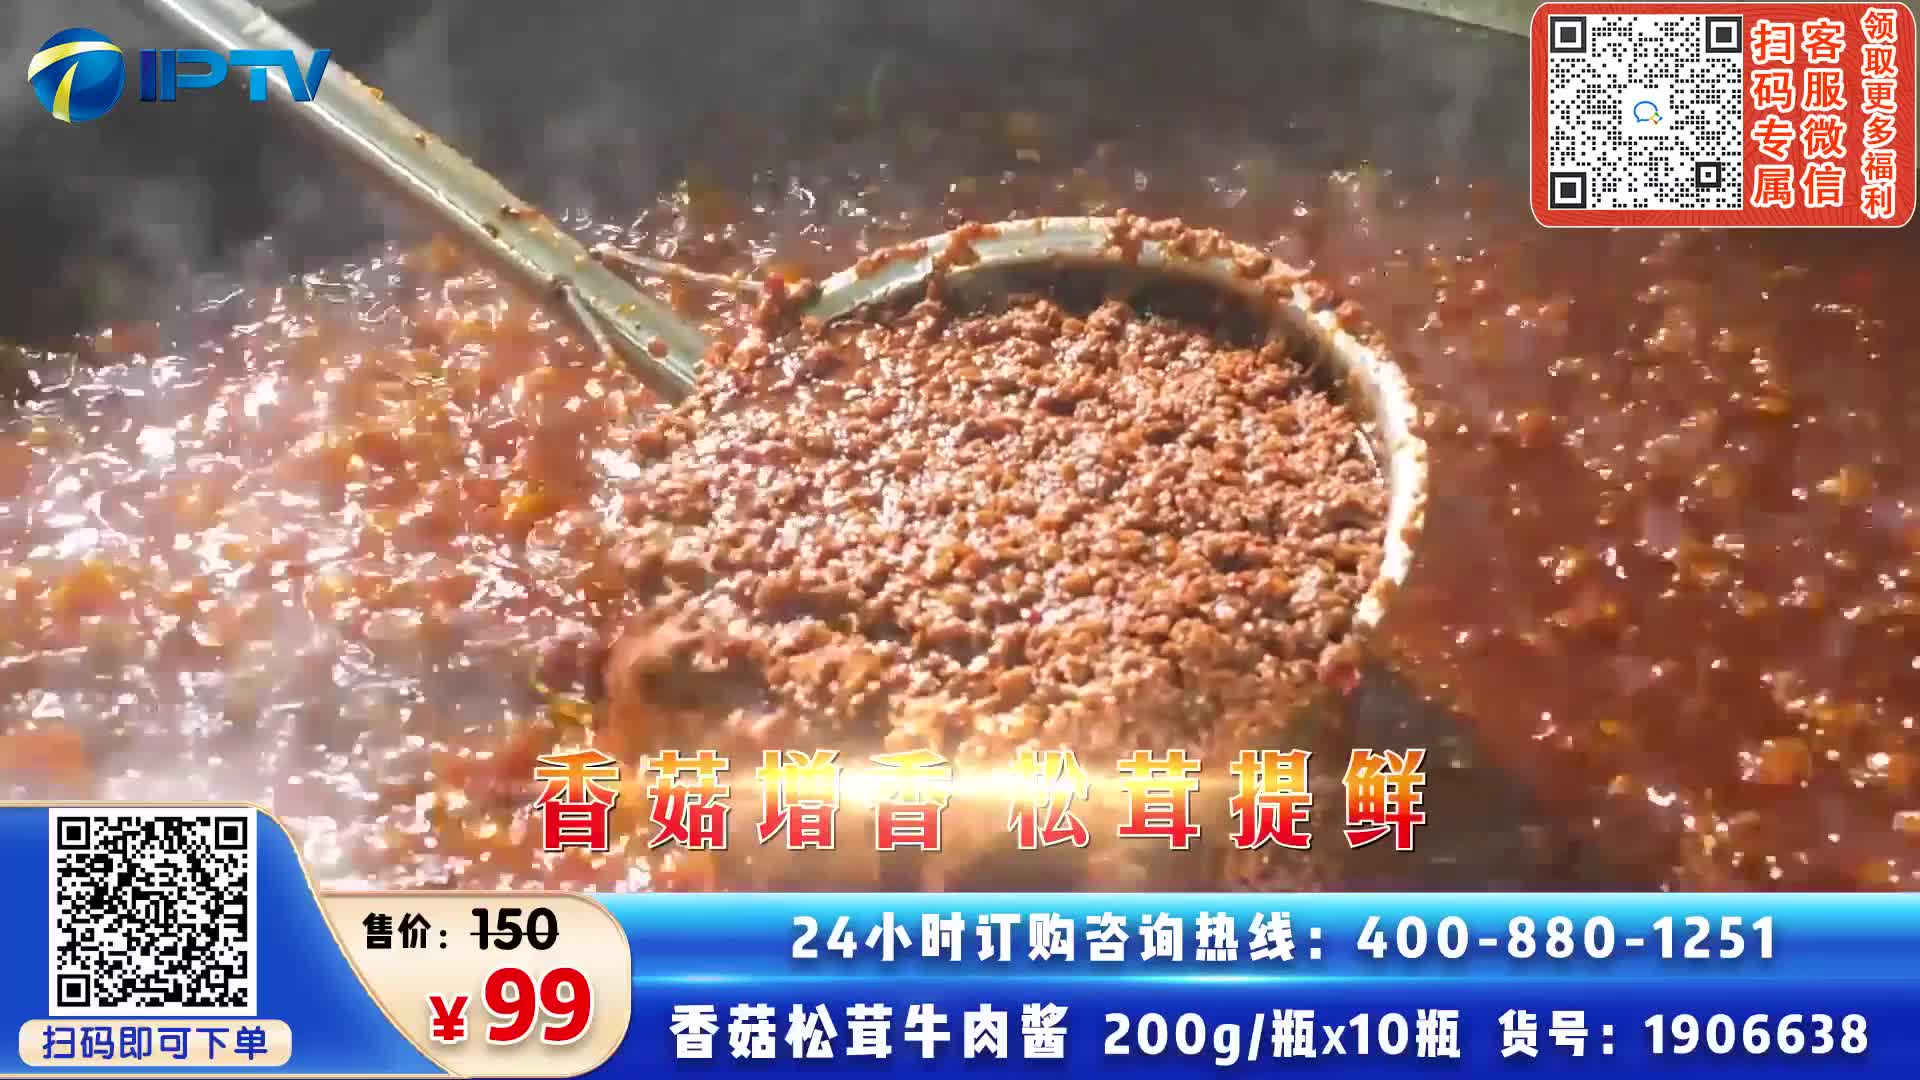 IPTV
扫码专属
客服微信
领取更多福利
香菇增香 松茸提鲜
售价：150
¥99
扫码即可下单
24小时订购咨询热线：400-880-1251
香菇松茸牛肉酱 200g/瓶x10瓶 货号：1906638